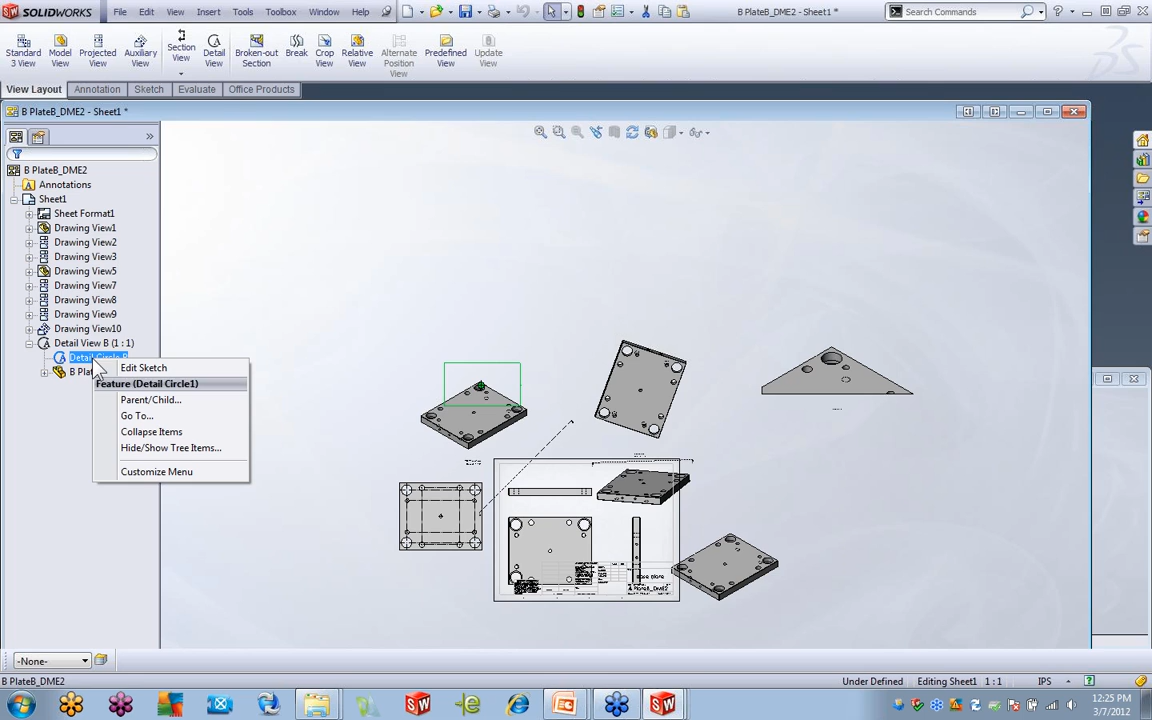 SOLIDWORKS File Edit View Insert Tools Toolbox Window Help B PlateB_DME2 - Sheet1 * Search Commands
Standard 3 View
Model View
Projected View
Auxiliary View
Section View
Detail View
Broken-out Section
Break
Crop View
Relative View
Alternate Position View
Predefined View
Update View
View Layout Annotation Sketch Evaluate Office Products
B PlateB_DME2 - Sheet1 *
B PlateB_DME2
Annotations
Sheet1
Sheet Format1
Drawing View1
Drawing View2
Drawing View3
Drawing View5
Drawing View7
Drawing View8
Drawing View9
Drawing View10
Detail View B (1 : 1)
Detail Circle B
B Pla
Edit Sketch
Feature (Detail Circle1)
Parent/Child...
Go To...
Collapse Items
Hide/Show Tree Items...
Customize Menu
-None-
B PlateB_DME2 Under Defined Editing Sheet1 1 : 1 IPS
12:25 PM
3/7/2012